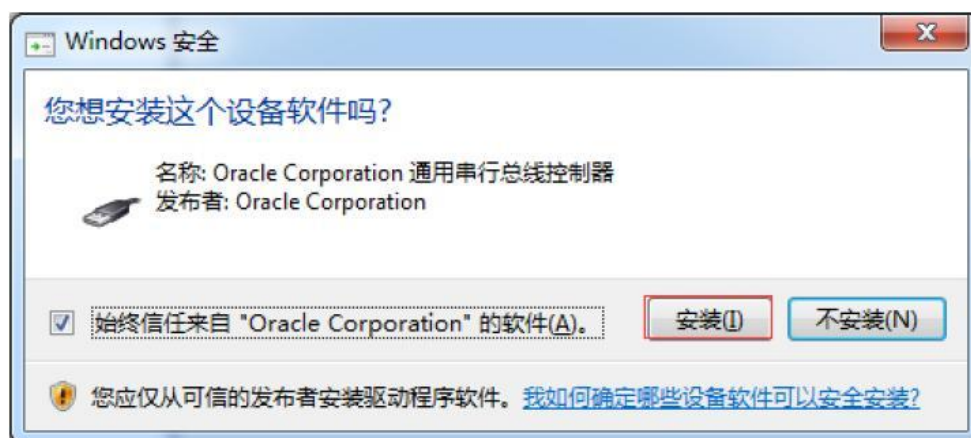 Windows 安全
您想安装这个设备软件吗?
名称: Oracle Corporation 通用串行总线控制器
发布者: Oracle Corporation
始终信任来自 "Oracle Corporation" 的软件(A)。
安装(I)
不安装(N)
您应仅从可信的发布者安装驱动程序软件。我如何确定哪些设备软件可以安全安装?